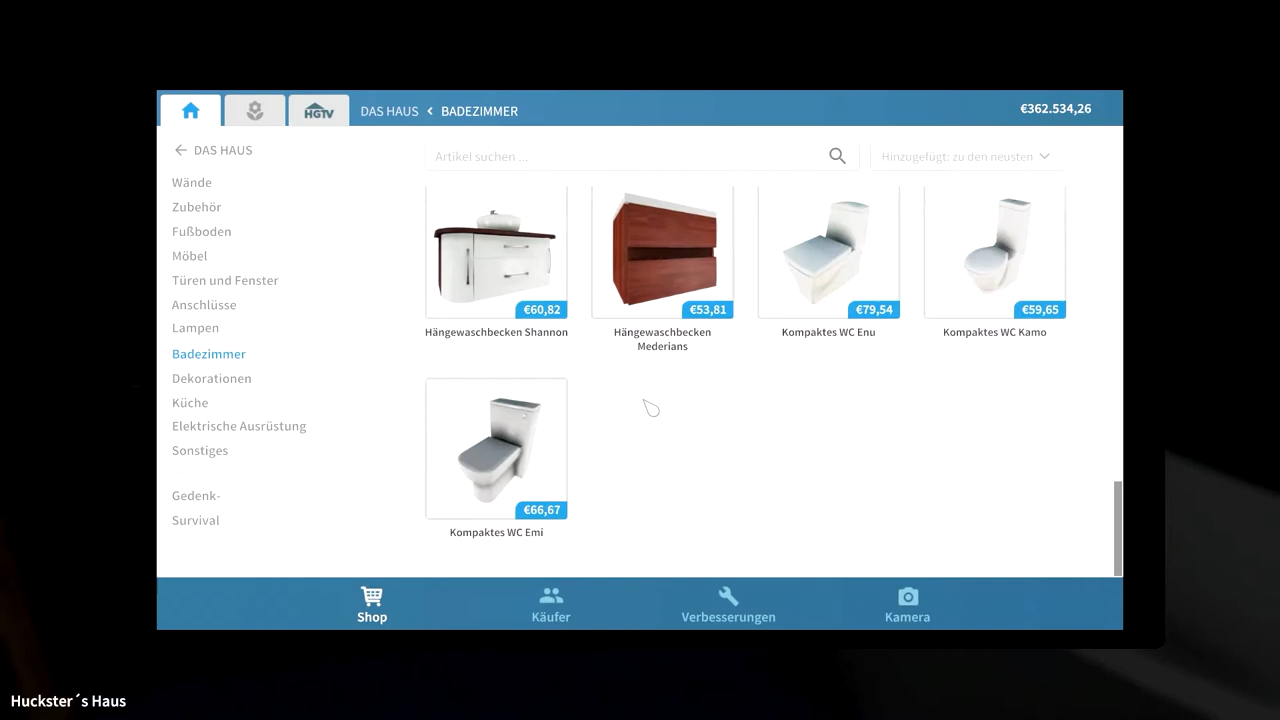 HGTV
DAS HAUS < BADEZIMMER
€362.534,26
DAS HAUS
Wände
Zubehör
Fußboden
Möbel
Türen und Fenster
Anschlüsse
Lampen
Badezimmer
Dekorationen
Küche
Elektrische Ausrüstung
Sonstiges
Gedenk-
Survival
Artikel suchen ...
Hinzugefügt: zu den neusten
€60,82
Hängewaschbecken Shannon
€53,81
Hängewaschbecken
Mederians
€79,54
Kompaktes WC Enu
€59,65
Kompaktes WC Kamo
€66,67
Kompaktes WC Emi
Shop
Käufer
Verbesserungen
Kamera
Huckster´s Haus